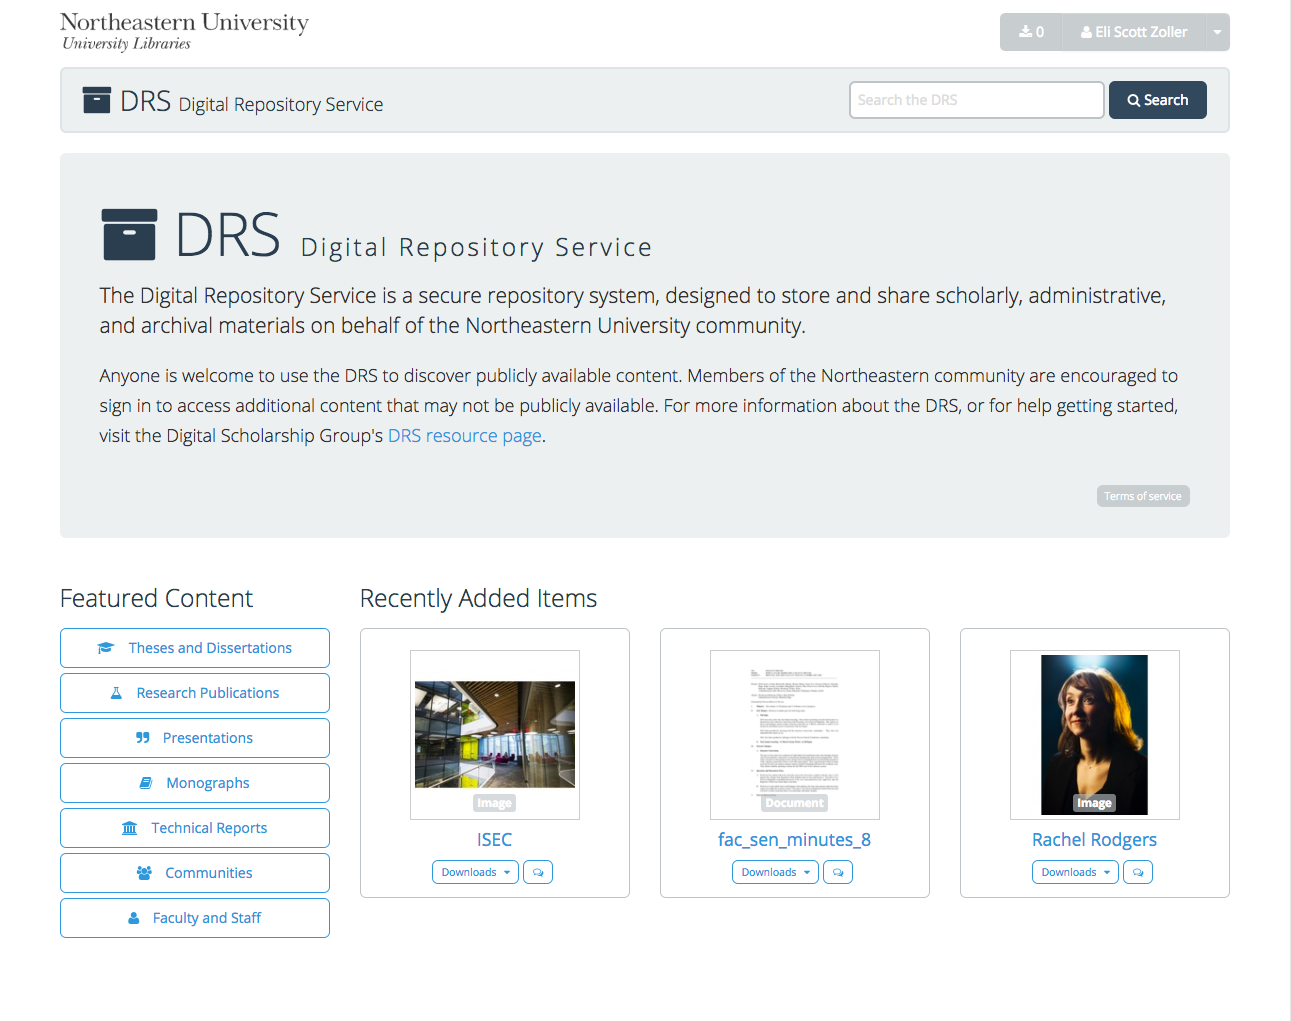 Northeastern University
University Libraries
0
Eli Scott Zoller
DRS Digital Repository Service
Search the DRS
Search
DRS Digital Repository Service
The Digital Repository Service is a secure repository system, designed to store and share scholarly, administrative,
and archival materials on behalf of the Northeastern University community.
Anyone is welcome to use the DRS to discover publicly available content. Members of the Northeastern community are encouraged to
sign in to access additional content that may not be publicly available. For more information about the DRS, or for help getting started,
visit the Digital Scholarship Group's DRS resource page.
Terms of service
Featured Content
Theses and Dissertations
Research Publications
Presentations
Monographs
Technical Reports
Communities
Faculty and Staff
Recently Added Items
Image
ISEC
Downloads
Document
fac_sen_minutes_8
Downloads
Image
Rachel Rodgers
Downloads